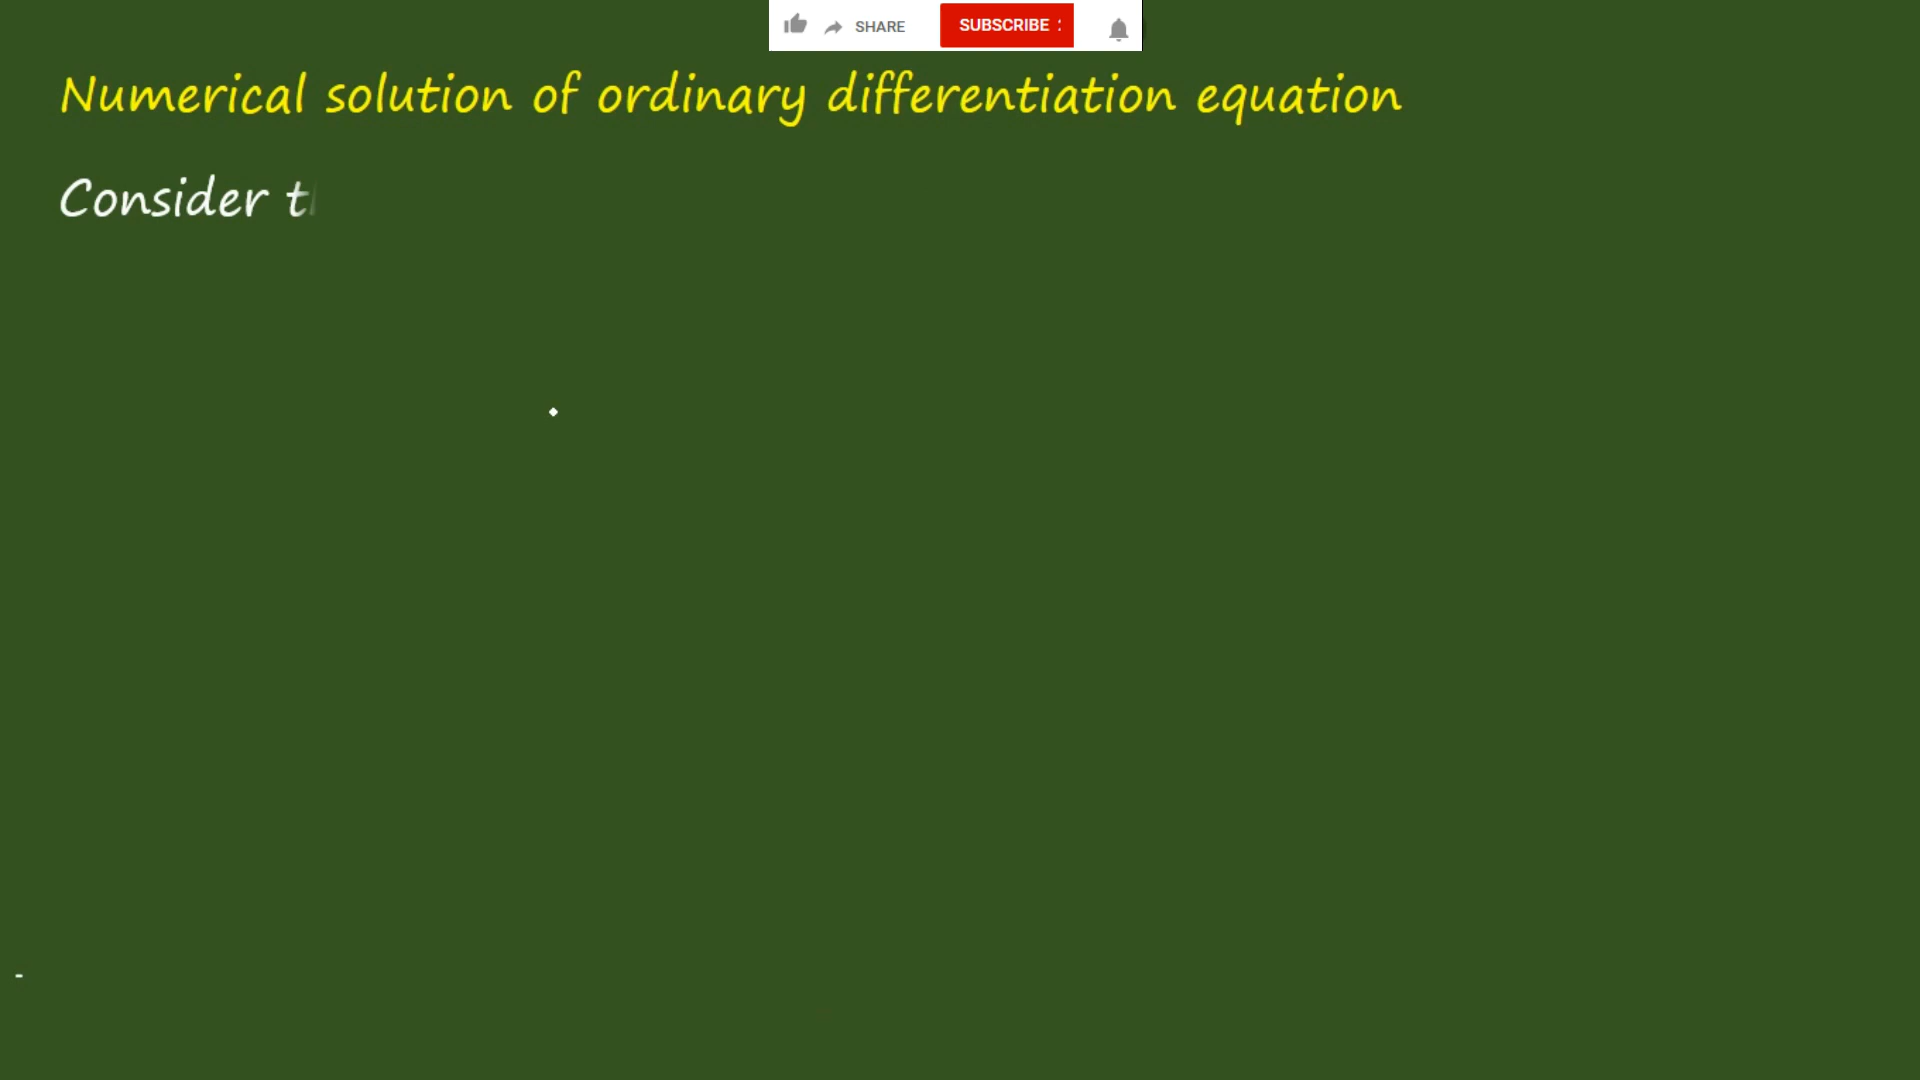 SHARE SUBSCRIBE
Numerical solution of ordinary differentiation equation
Consider